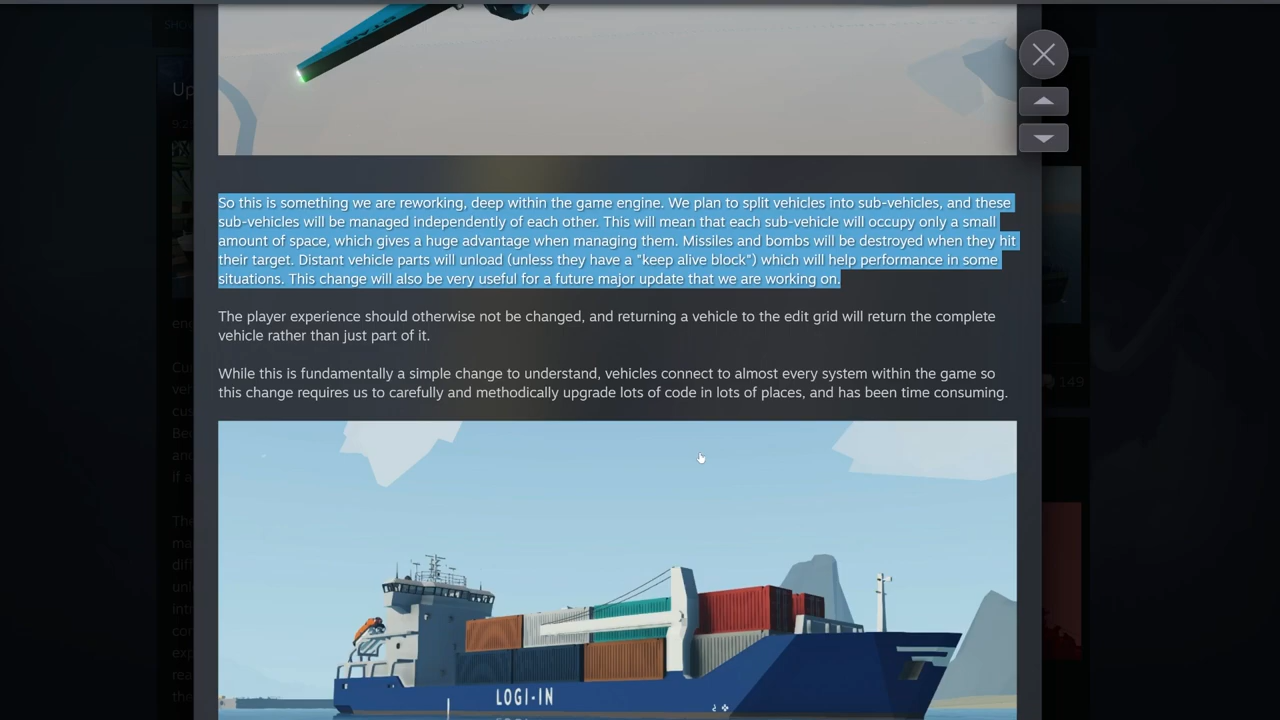 Up
So this is something we are reworking, deep within the game engine. We plan to split vehicles into sub-vehicles, and these
sub-vehicles will be managed independently of each other. This will mean that each sub-vehicle will occupy only a small
amount of space, which gives a huge advantage when managing them. Missiles and bombs will be destroyed when they hit
their target. Distant vehicle parts will unload (unless they have a "keep alive block") which will help performance in some
situations. This change will also be very useful for a future major update that we are working on.
The player experience should otherwise not be changed, and returning a vehicle to the edit grid will return the complete
vehicle rather than just part of it.
While this is fundamentally a simple change to understand, vehicles connect to almost every system within the game so
this change requires us to carefully and methodically upgrade lots of code in lots of places, and has been time consuming.
149
LOGI-IN